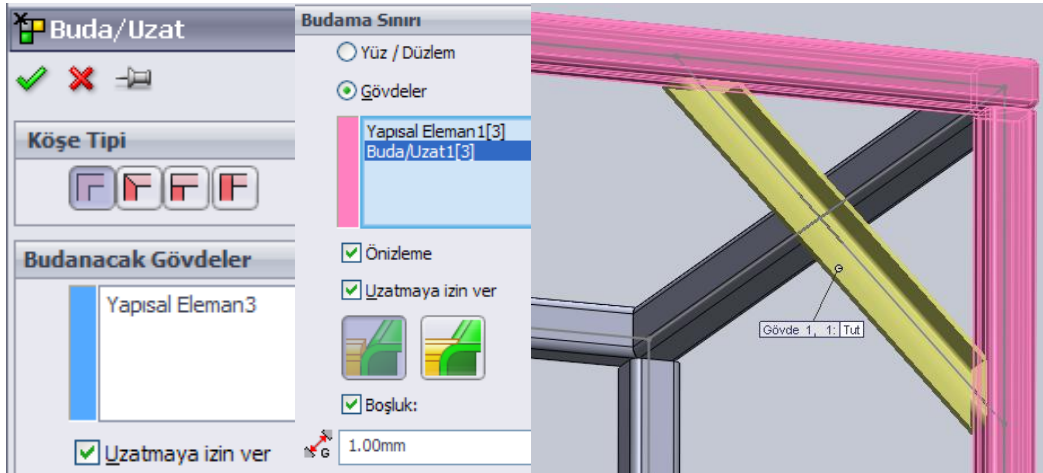 Buda/Uzat
Köşe Tipi
Budanacak Gövdeler
Yapısal Eleman3
Uzatmaya izin ver
Budama Sınırı
Yüz / Düzlem
Gövdeler
Yapısal Eleman1[3]
Buda/Uzat1[3]
Önizleme
Uzatmaya izin ver
Boşluk:
G
1.00mm
Gövde 1, 1: Tut